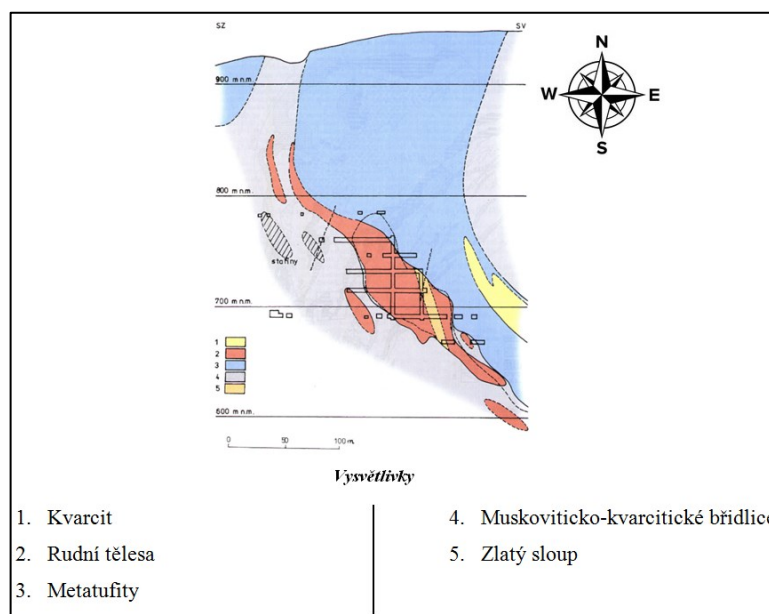 SZ SV
900 m n.m.
N
W E
S
800 m n.m.
stařiny
700 m n.m.
1
2
3
4
5
600 m n.m.
0 50 100 m
Vysvětlivky
1. Kvarcit
2. Rudní tělesa
3. Metatufity
4. Muskoviticko-kvarcitické břidlice
5. Zlatý sloup